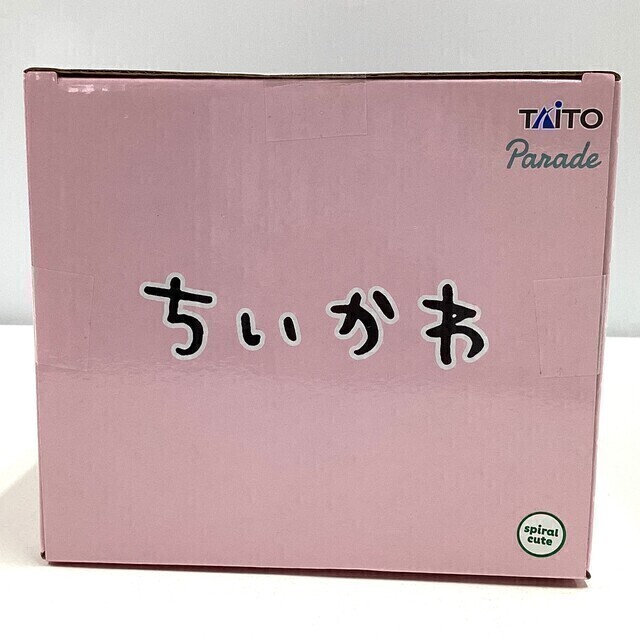 TAiTO
Parade
ちいかわ
spiral
cute